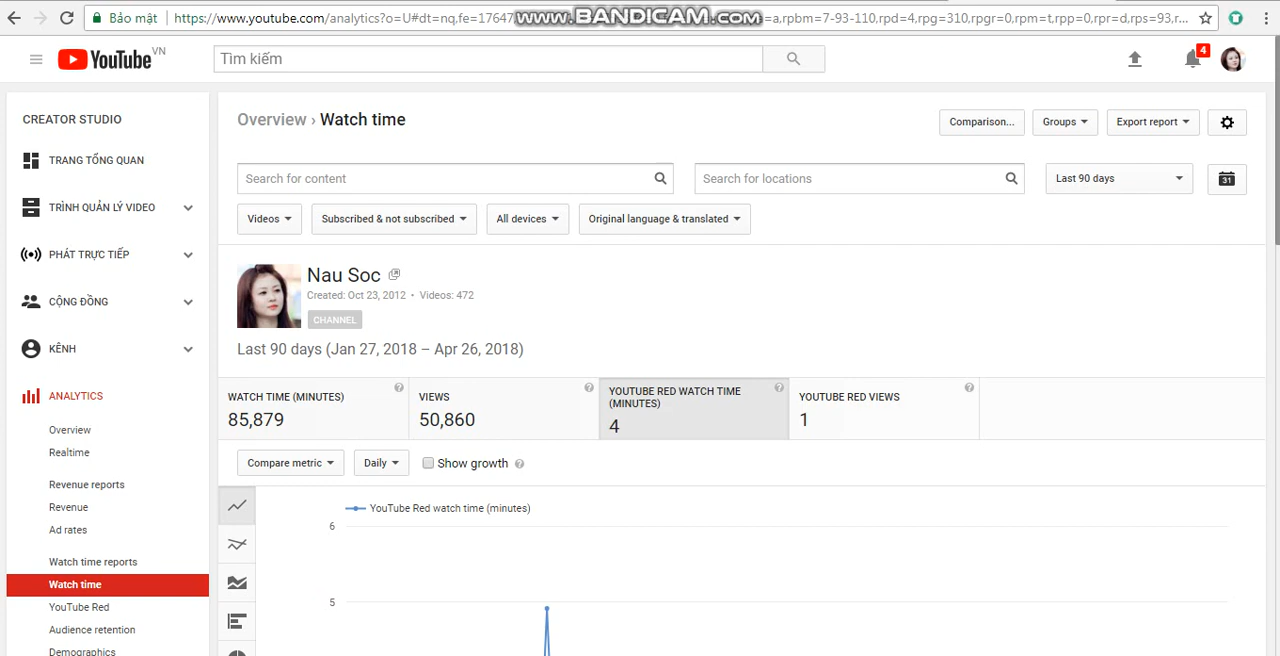 Bảo mật | https://www.youtube.com/analytics?o=U#dt=nq,fe=17647
www.BANDICAM.com
=a,rpbm=7-93-110,rpd=4,rpg=310,rpgr=0,rpm=t,rpp=0,rpr=d,rps=93,r...
YouTube VN
Tìm kiếm
4
CREATOR STUDIO
TRANG TỔNG QUAN
TRÌNH QUẢN LÝ VIDEO
PHÁT TRỰC TIẾP
CỘNG ĐỒNG
KÊNH
ANALYTICS
Overview
Realtime
Revenue reports
Revenue
Ad rates
Watch time reports
Watch time
YouTube Red
Audience retention
Demographics
Overview › Watch time
Comparison...
Groups
Export report
Search for content
Search for locations
Last 90 days
31
Videos
Subscribed & not subscribed
All devices
Original language & translated
Nau Soc
Created: Oct 23, 2012 • Videos: 472
CHANNEL
Last 90 days (Jan 27, 2018 – Apr 26, 2018)
WATCH TIME (MINUTES) ?
85,879
VIEWS ?
50,860
YOUTUBE RED WATCH TIME ?
(MINUTES)
4
YOUTUBE RED VIEWS ?
1
Compare metric
Daily
Show growth ?
YouTube Red watch time (minutes)
6
5